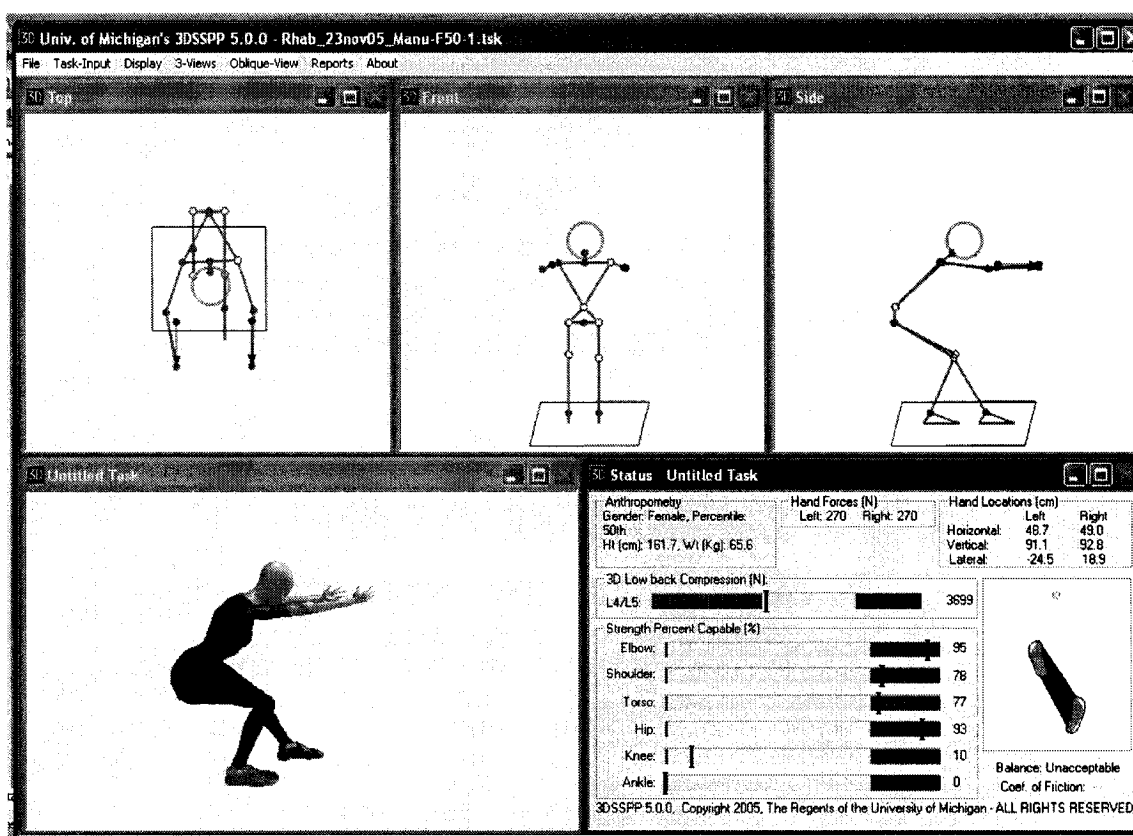 3D Univ. of Michigan's 3DSSPP 5.0.0 - Rhab_23nov05_Manu-F50-1.tsk
File Task-Input Display 3-Views Oblique-View Reports About
3D Top
3D Front
3D Side
3D Untitled Task
3D Status Untitled Task
Anthropometry
Gender: Female, Percentile:
50th
Ht (cm): 161.7, Wt (Kg): 65.6
Hand Forces (N)
Left: 270 Right: 270
Hand Locations (cm)
Left Right
Horizontal: 48.7 49.0
Vertical: 91.1 92.8
Lateral: -24.5 18.9
3D Low back Compression (N):
L4/L5: 3699
Strength Percent Capable (%)
Elbow: 95
Shoulder: 78
Torso: 77
Hip: 93
Knee: 10
Ankle: 0
Balance: Unacceptable
Coef. of Friction:
3DSSPP 5.0.0, Copyright 2005, The Regents of the University of Michigan - ALL RIGHTS RESERVED